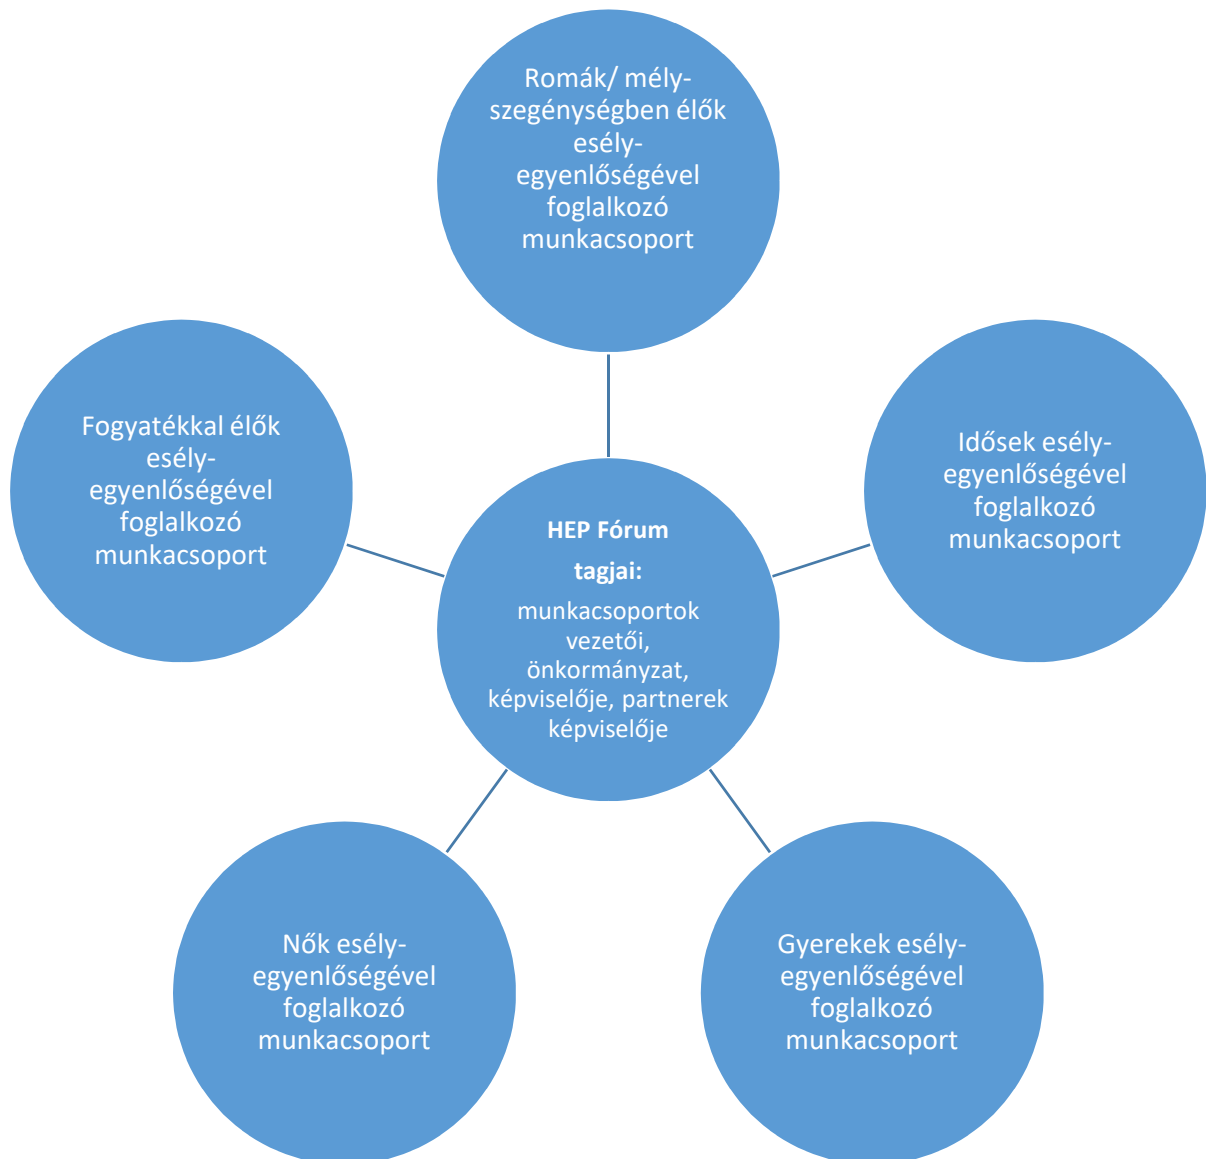 Romák/ mély-
szegénységben élők
esély-
egyenlőségével
foglalkozó
munkacsoport
Fogyatékkal élők
esély-
egyenlőségével
foglalkozó
munkacsoport
Idősek esély-
egyenlőségével
foglalkozó
munkacsoport
HEP Fórum
tagjai:
munkacsoportok
vezetői,
önkormányzat,
képviselője, partnerek
képviselője
Nők esély-
egyenlőségével
foglalkozó
munkacsoport
Gyerekek esély-
egyenlőségével
foglalkozó
munkacsoport